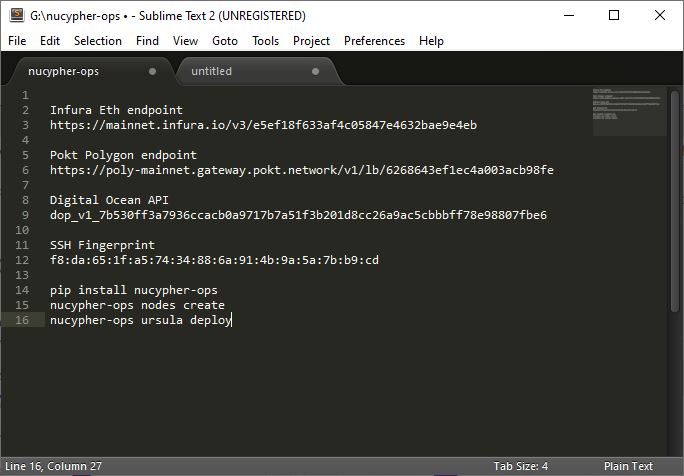 G:\nucypher-ops • - Sublime Text 2 (UNREGISTERED)
File Edit Selection Find View Goto Tools Project Preferences Help
nucypher-ops untitled
1
2 Infura Eth endpoint
3 https://mainnet.infura.io/v3/e5ef18f633af4c05847e4632bae9e4eb
4
5 Pokt Polygon endpoint
6 https://poly-mainnet.gateway.pokt.network/v1/lb/6268643ef1ec4a003acb98fe
7
8 Digital Ocean API
9 dop_v1_7b530ff3a7936ccacb0a9717b7a51f3b201d8cc26a9ac5cbbbff78e98807fbe6
10
11 SSH Fingerprint
12 f8:da:65:1f:a5:74:34:88:6a:91:4b:9a:5a:7b:b9:cd
13
14 pip install nucypher-ops
15 nucypher-ops nodes create
16 nucypher-ops ursula deploy
Line 16, Column 27 Tab Size: 4 Plain Text